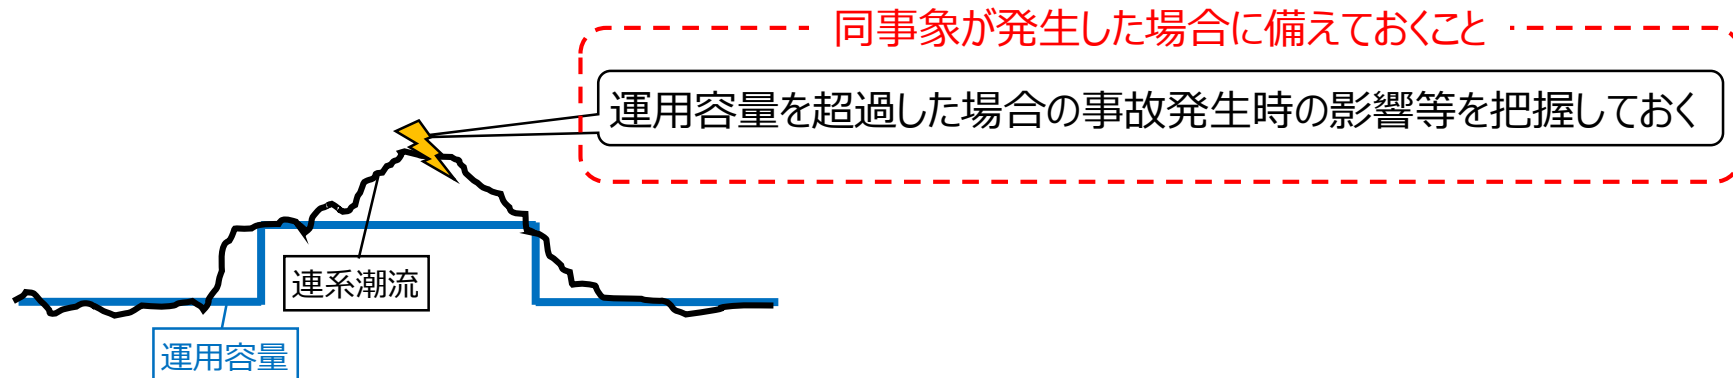 同事象が発生した場合に備えておくこと
運用容量を超過した場合の事故発生時の影響等を把握しておく
連系潮流
運用容量